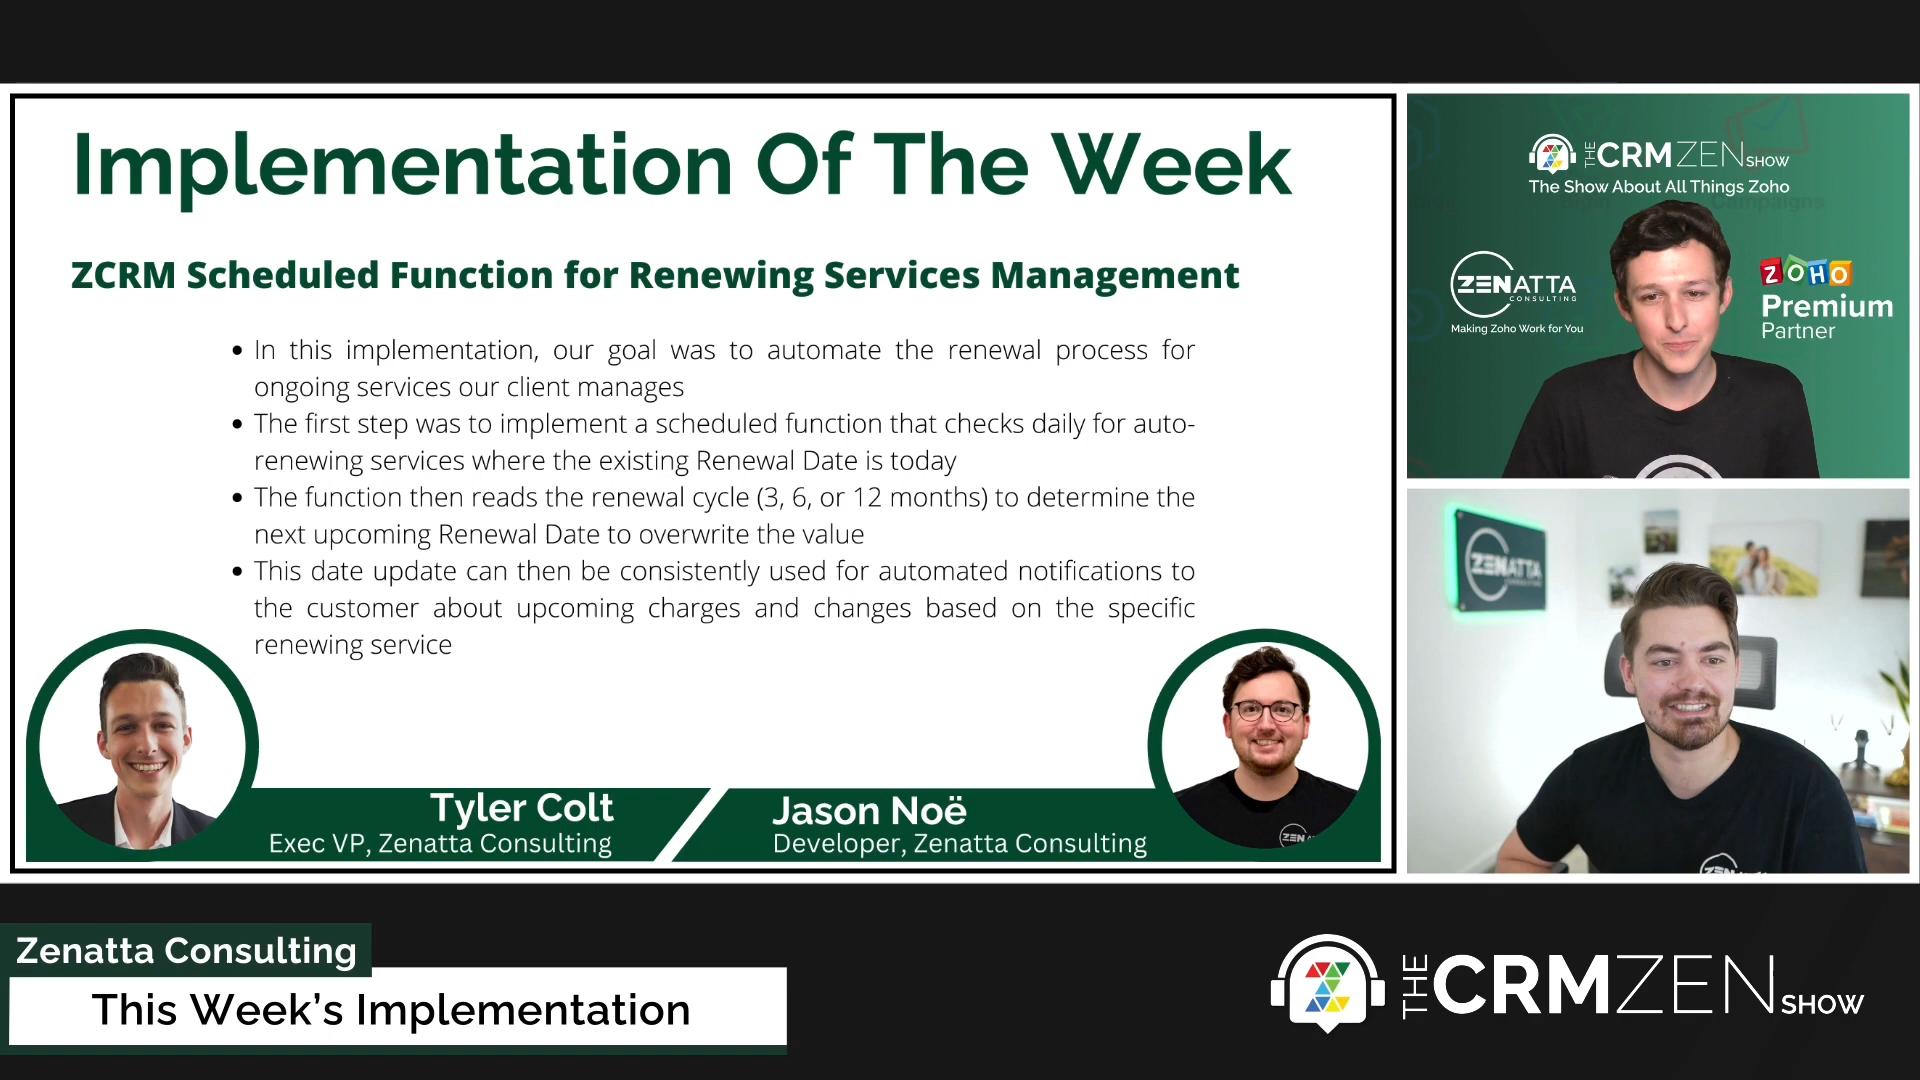 Implementation Of The Week
ZCRM Scheduled Function for Renewing Services Management
• In this implementation, our goal was to automate the renewal process for
ongoing services our client manages
• The first step was to implement a scheduled function that checks daily for auto-
renewing services where the existing Renewal Date is today
• The function then reads the renewal cycle (3, 6, or 12 months) to determine the
next upcoming Renewal Date to overwrite the value
• This date update can then be consistently used for automated notifications to
the customer about upcoming charges and changes based on the specific
renewing service
Tyler Colt
Exec VP, Zenatta Consulting
Jason Noë
Developer, Zenatta Consulting
ZEN
THE CRMZEN SHOW
The Show About All Things Zoho
Campaigns
ZENATTA
CONSULTING
Making Zoho Work for You
ZOHO
Premium
Partner
ZENATTA
Zenatta Consulting
This Week's Implementation
THE CRMZEN SHOW